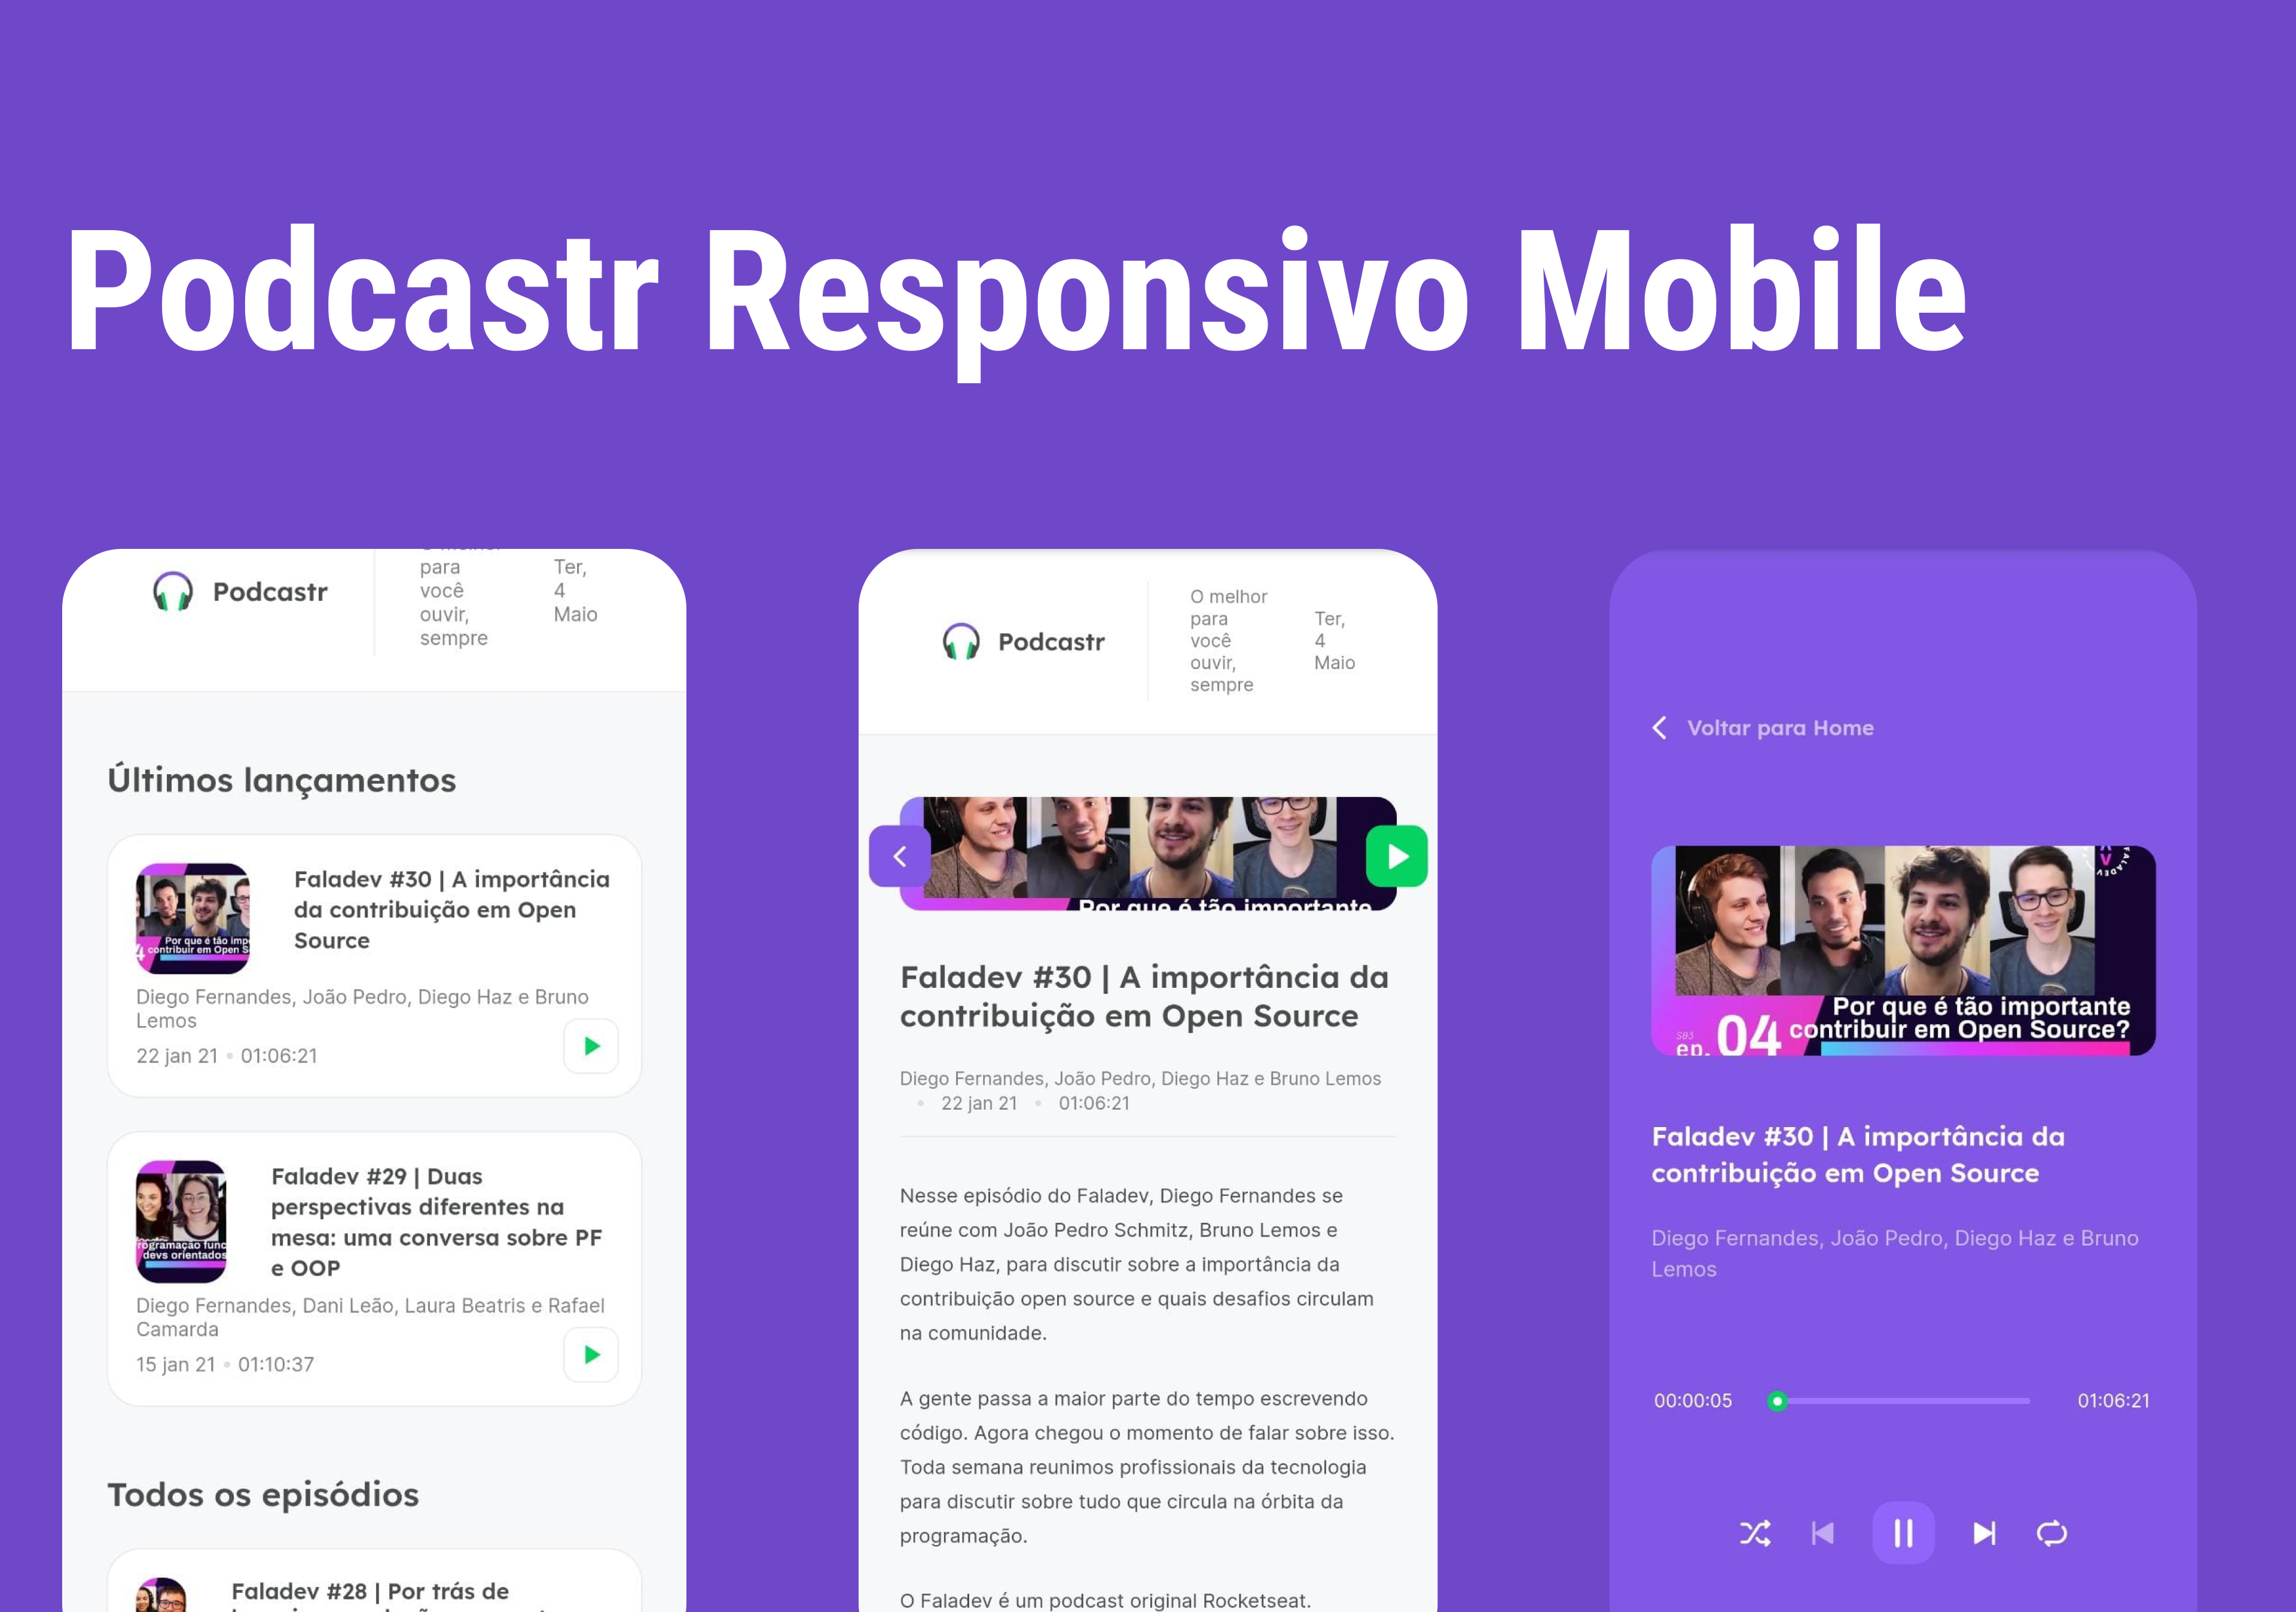 Podcastr Responsivo Mobile
Podcastr
para
você
ouvir,
sempre
Ter,
4
Maio
Últimos lançamentos
Por que é tão imp
contribuir em Open S
Faladev #30 | A importância
da contribuição em Open
Source
Diego Fernandes, João Pedro, Diego Haz e Bruno
Lemos
22 jan 21 • 01:06:21
rogramação func
devs orientados
Faladev #29 | Duas
perspectivas diferentes na
mesa: uma conversa sobre PF
e OOP
Diego Fernandes, Dani Leão, Laura Beatris e Rafael
Camarda
15 jan 21 • 01:10:37
Todos os episódios
Faladev #28 | Por trás de
Podcastr
O melhor
para
você
ouvir,
sempre
Ter,
4
Maio
Por que é tão importante
Faladev #30 | A importância da
contribuição em Open Source
Diego Fernandes, João Pedro, Diego Haz e Bruno Lemos
• 22 jan 21 • 01:06:21
Nesse episódio do Faladev, Diego Fernandes se
reúne com João Pedro Schmitz, Bruno Lemos e
Diego Haz, para discutir sobre a importância da
contribuição open source e quais desafios circulam
na comunidade.
A gente passa a maior parte do tempo escrevendo
código. Agora chegou o momento de falar sobre isso.
Toda semana reunimos profissionais da tecnologia
para discutir sobre tudo que circula na órbita da
programação.
O Faladev é um podcast original Rocketseat.
Voltar para Home
FALADEV
S03
ep. 04
Por que é tão importante
contribuir em Open Source?
Faladev #30 | A importância da
contribuição em Open Source
Diego Fernandes, João Pedro, Diego Haz e Bruno
Lemos
00:00:05
01:06:21